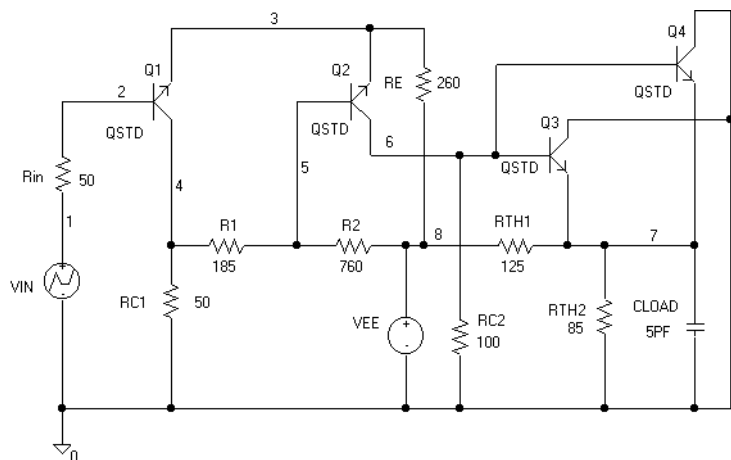 3
Q4
Q1
Q2
RE
260
2
QSTD
Q3
QSTD
QSTD
6
QSTD
Rin
50
4
5
1
R1
R2
8
RTH1
7
185
760
125
VIN
RC1
50
VEE
RC2
100
RTH2
85
CLOAD
5PF
0